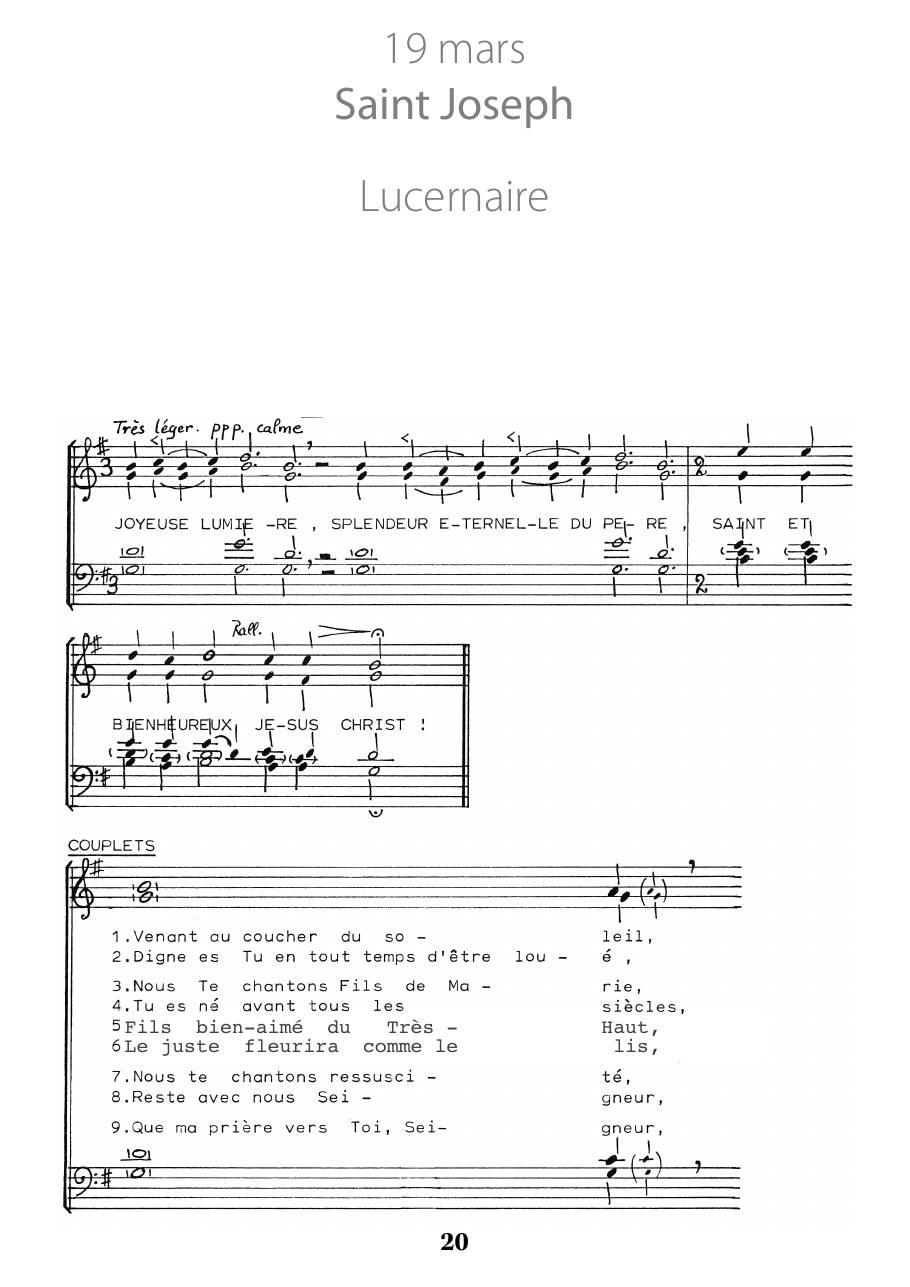 19 mars
Saint Joseph
Lucernaire
Très léger. ppp. calme
JOYEUSE LUMIE -RE , SPLENDEUR E-TERNEL-LE DU PE- RE , SAINT ET
Rall.
BIENHEUREUX JE-SUS CHRIST !
COUPLETS
1.Venant au coucher du so - leil,
2.Digne es Tu en tout temps d'être lou - é ,
3.Nous Te chantons Fils de Ma - rie,
4.Tu es né avant tous les siècles,
5Fils bien-aimé du Très - Haut,
6Le juste fleurira comme le lis,
7.Nous te chantons ressusci - té,
8.Reste avec nous Sei - gneur,
9.Que ma prière vers Toi, Sei- gneur,
20